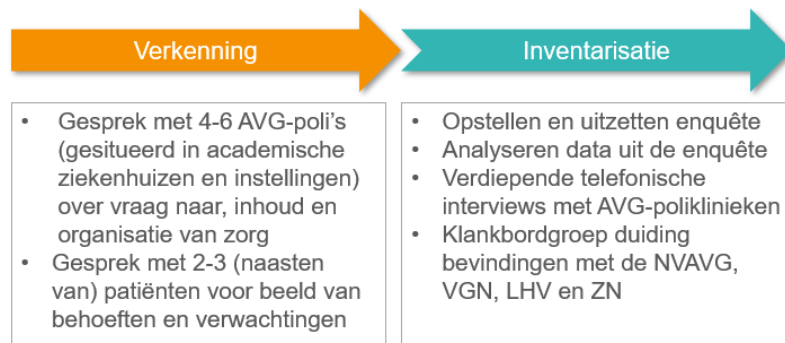 Verkenning
Inventarisatie
• Gesprek met 4-6 AVG-poli's
(gesitueerd in academische
ziekenhuizen en instellingen)
over vraag naar, inhoud en
organisatie van zorg
• Gesprek met 2-3 (naasten
van) patiënten voor beeld van
behoeften en verwachtingen
• Opstellen en uitzetten enquête
• Analyseren data uit de enquête
• Verdiepende telefonische
interviews met AVG-poliklinieken
• Klankbordgroep duiding
bevindingen met de NVAVG,
VGN, LHV en ZN